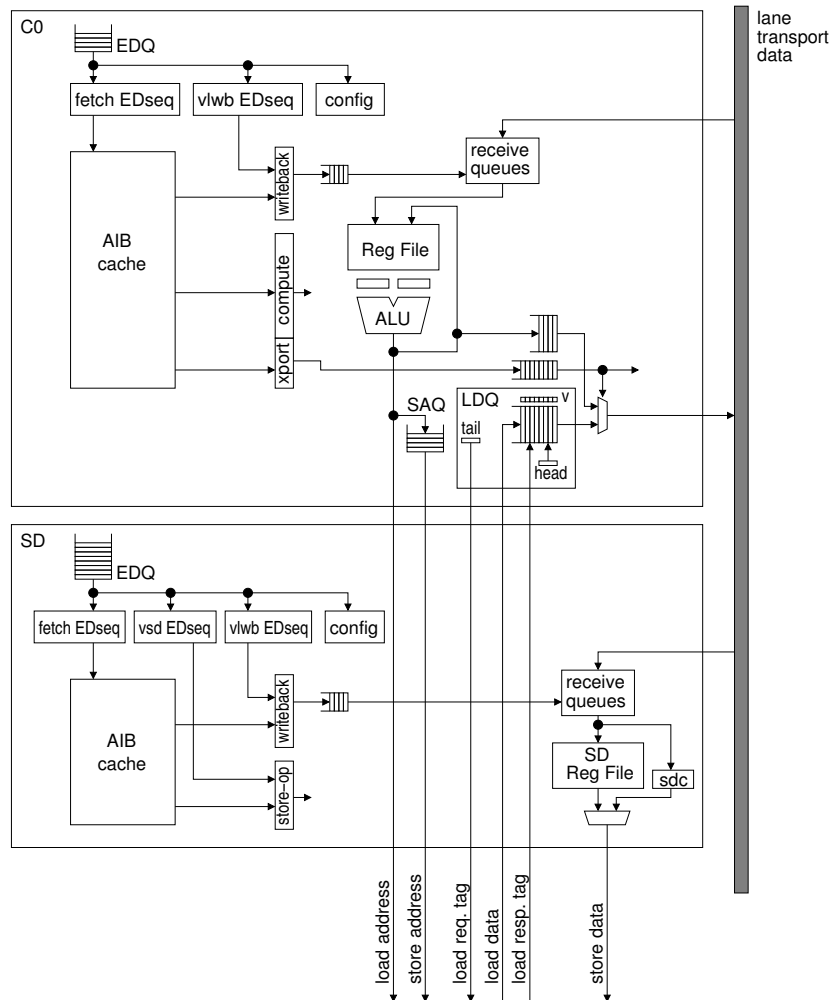 C0
EDQ
fetch EDseq
vlwb EDseq
config
lane
transport
data
receive
queues
writeback
AIB
cache
Reg File
compute
ALU
xport
SAQ
LDQ
v
tail
head
SD
EDQ
fetch EDseq
vsd EDseq
vlwb EDseq
config
receive
queues
writeback
AIB
cache
SD
Reg File
sdc
store-op
load address
store address
load req. tag
load data
load resp. tag
store data